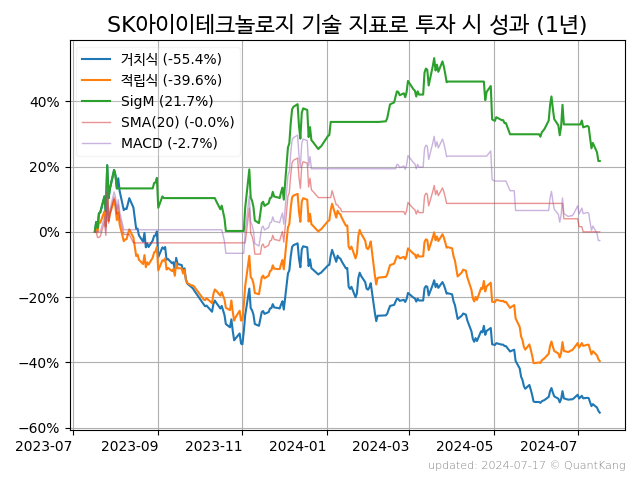 SK아이이테크놀로지 기술 지표로 투자 시 성과 (1년)
거치식 (-55.4%)
적립식 (-39.6%)
SigM (21.7%)
SMA(20) (-0.0%)
MACD (-2.7%)
40%
20%
0%
−20%
−40%
−60%
2023-07 2023-09 2023-11 2024-01 2024-03 2024-05 2024-07
updated: 2024-07-17 © QuantKang